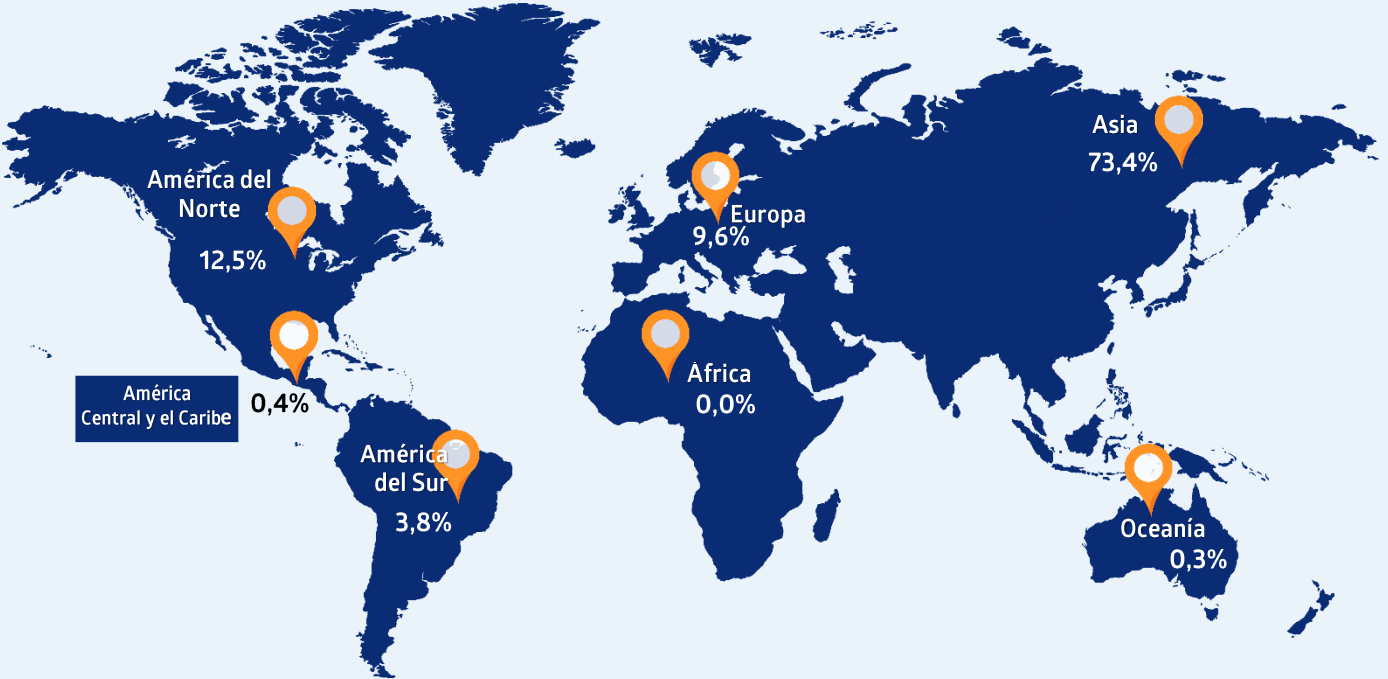 América del
Norte
12,5%
América
Central y el Caribe
0,4%
América
del Sur
3,8%
Europa
9,6%
África
0,0%
Asia
73,4%
Oceanía
0,3%